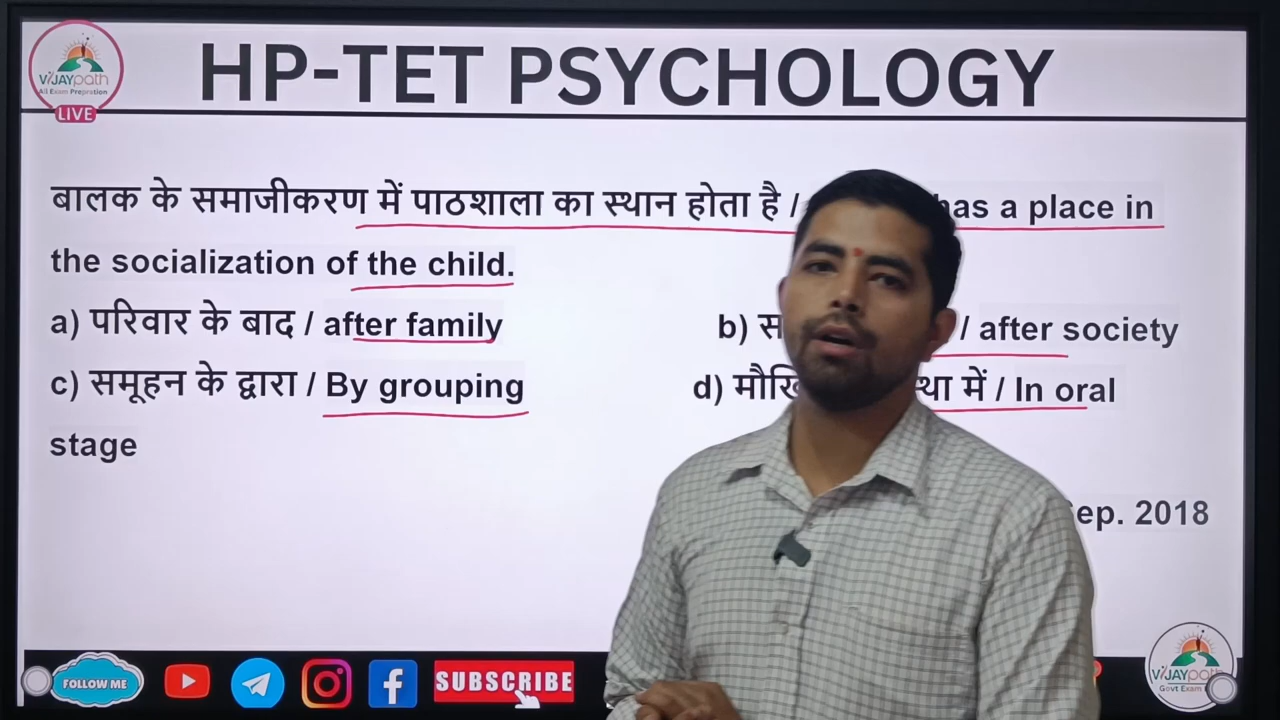 VIJAYpath
All Exam Prepration
LIVE
HP-TET PSYCHOLOGY
बालक के समाजीकरण में पाठशाला का स्थान होता है / has a place in
the socialization of the child.
a) परिवार के बाद / after family
b) / after society
c) समूहन के द्वारा / By grouping
d) में / In oral
stage
Sep. 2018
FOLLOW ME
SUBSCRIBE
VIJAYpath
Govt Exam